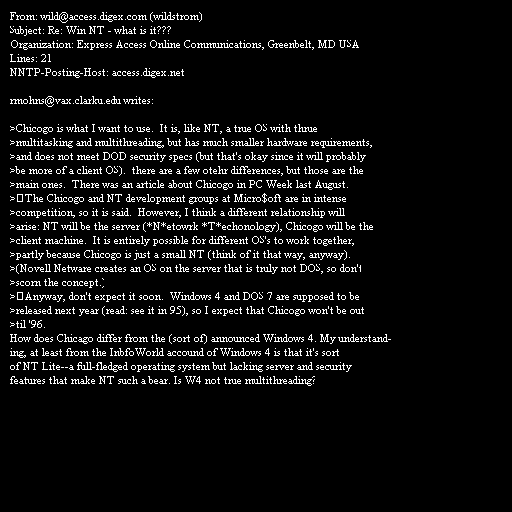 From: wild@access.digex.com (wildstrom)
Subject: Re: Win NT - what is it???
Organization: Express Access Online Communications, Greenbelt, MD USA
Lines: 21
NNTP-Posting-Host: access.digex.net

rmohns@vax.clarku.edu writes:

>Chicogo is what I want to use.  It is, like NT, a true OS with thrue
>multitasking and multithreading, but has much smaller hardware requirements,
>and does not meet DOD security specs (but that's okay since it will probably
>be more of a client OS).  there are a few otehr differences, but those are the
>main ones.  There was an article about Chicogo in PC Week last August.
>▯The Chicogo and NT development groups at Micro$oft are in intense
>competition, so it is said.  However, I think a different relationship will
>arise: NT will be the server (*N*etowrk *T*echonology), Chicogo will be the
>client machine.  It is entirely possible for different OS's to work together,
>partly because Chicogo is just a small NT (think of it that way, anyway).
>(Novell Netware creates an OS on the server that is truly not DOS, so don't
>scorn the concept.)
>▯Anyway, don't expect it soon.  Windows 4 and DOS 7 are supposed to be
>released next year (read: see it in 95), so I expect that Chicogo won't be out
>til '96.
How does Chicago differ from the (sort of) announced Windows 4. My understand-
ing, at least from the InbfoWorld accound of Windows 4 is that it's sort
of NT Lite--a full-fledged operating system but lacking server and security
features that make NT such a bear. Is W4 not true multithreading?